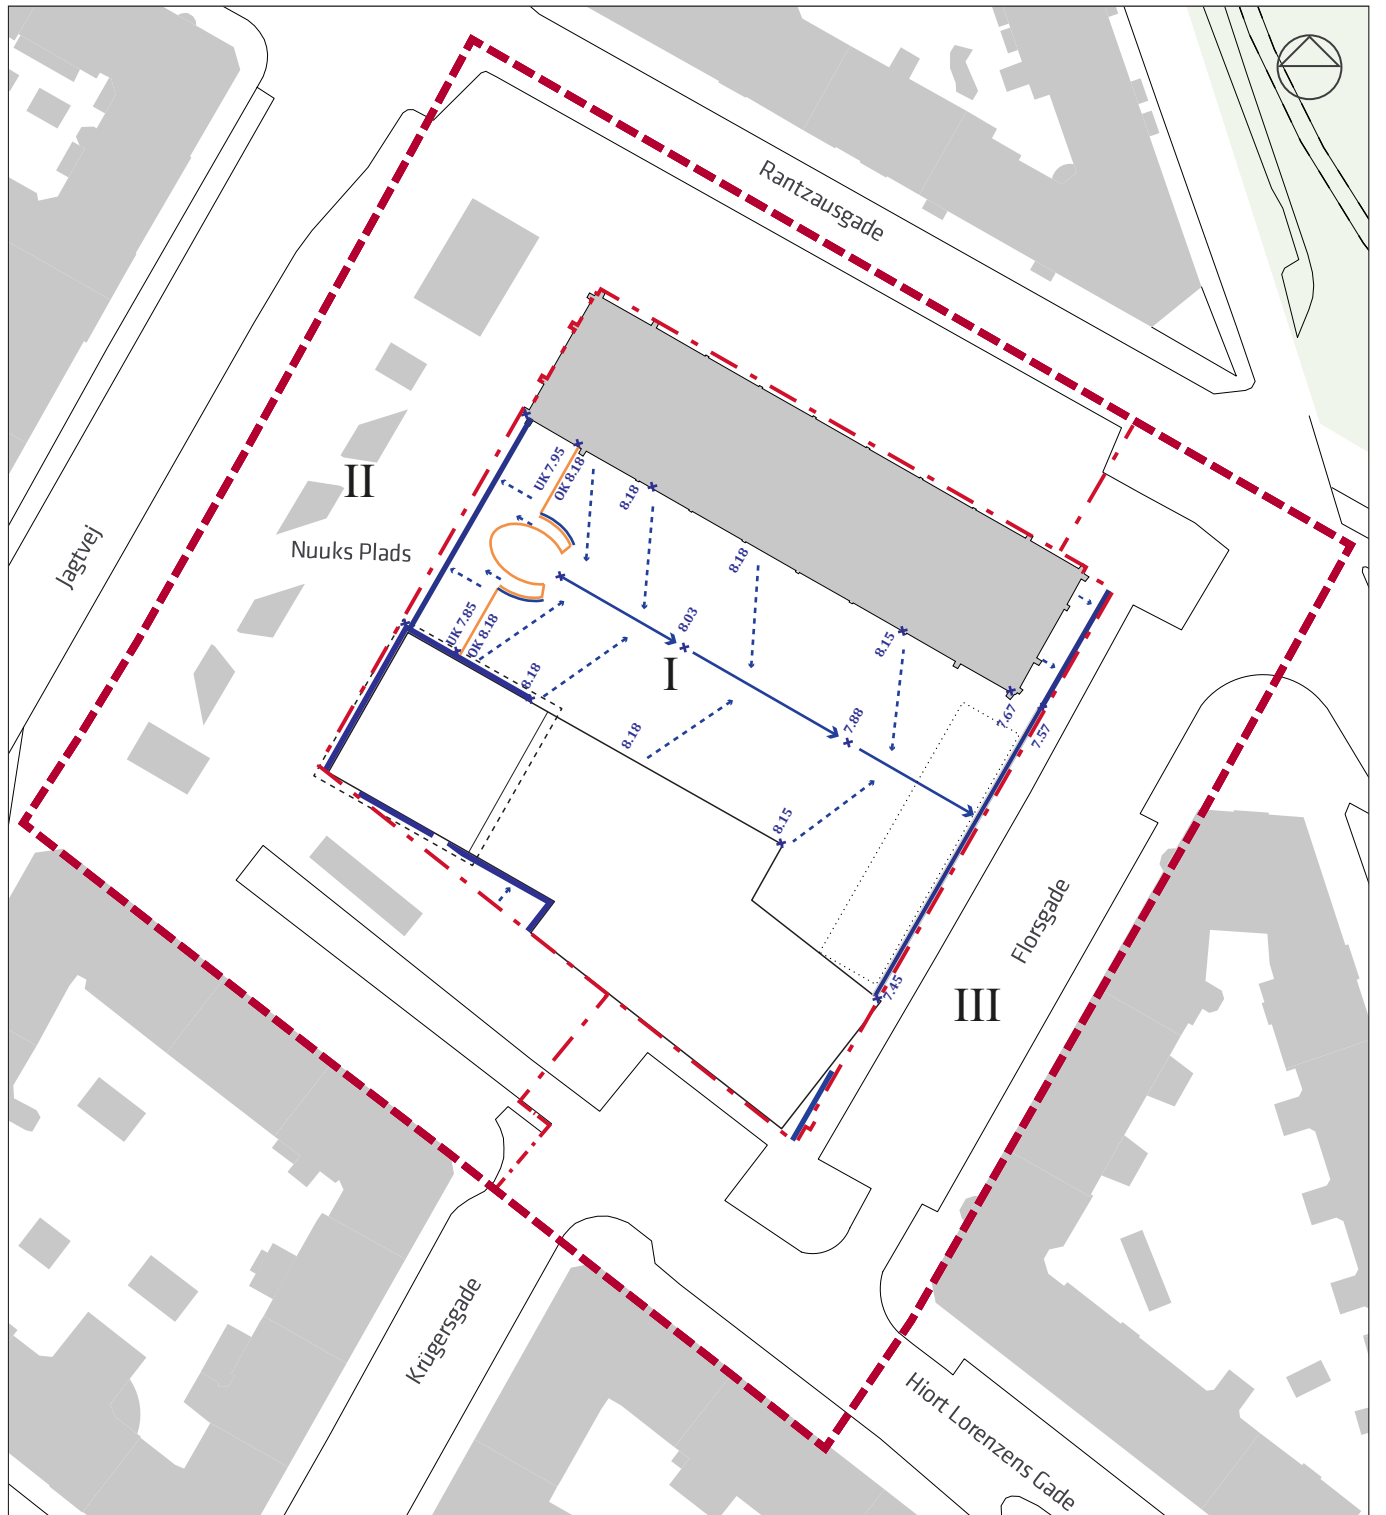 Rantzausgade
II
Nuuks Plads
Jagtvej
UK 7.95
OK 8.18
8.18
8.18
8.03
I
8.15
UK 7.85
OK 8.18
8.18
8.18
7.88
7.67
7.57
8.15
7.45
Florsgade
III
Krügersgade
Hiort Lorenzens Gade